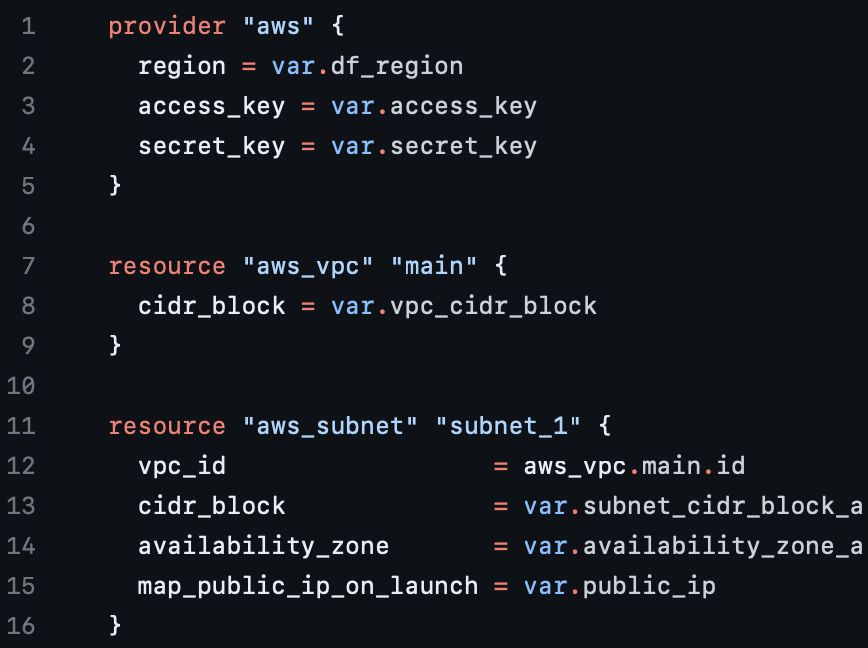 1 provider "aws" {
2   region = var.df_region
3   access_key = var.access_key
4   secret_key = var.secret_key
5 }
6
7 resource "aws_vpc" "main" {
8   cidr_block = var.vpc_cidr_block
9 }
10
11 resource "aws_subnet" "subnet_1" {
12   vpc_id                  = aws_vpc.main.id
13   cidr_block              = var.subnet_cidr_block_a
14   availability_zone       = var.availability_zone_a
15   map_public_ip_on_launch = var.public_ip
16 }